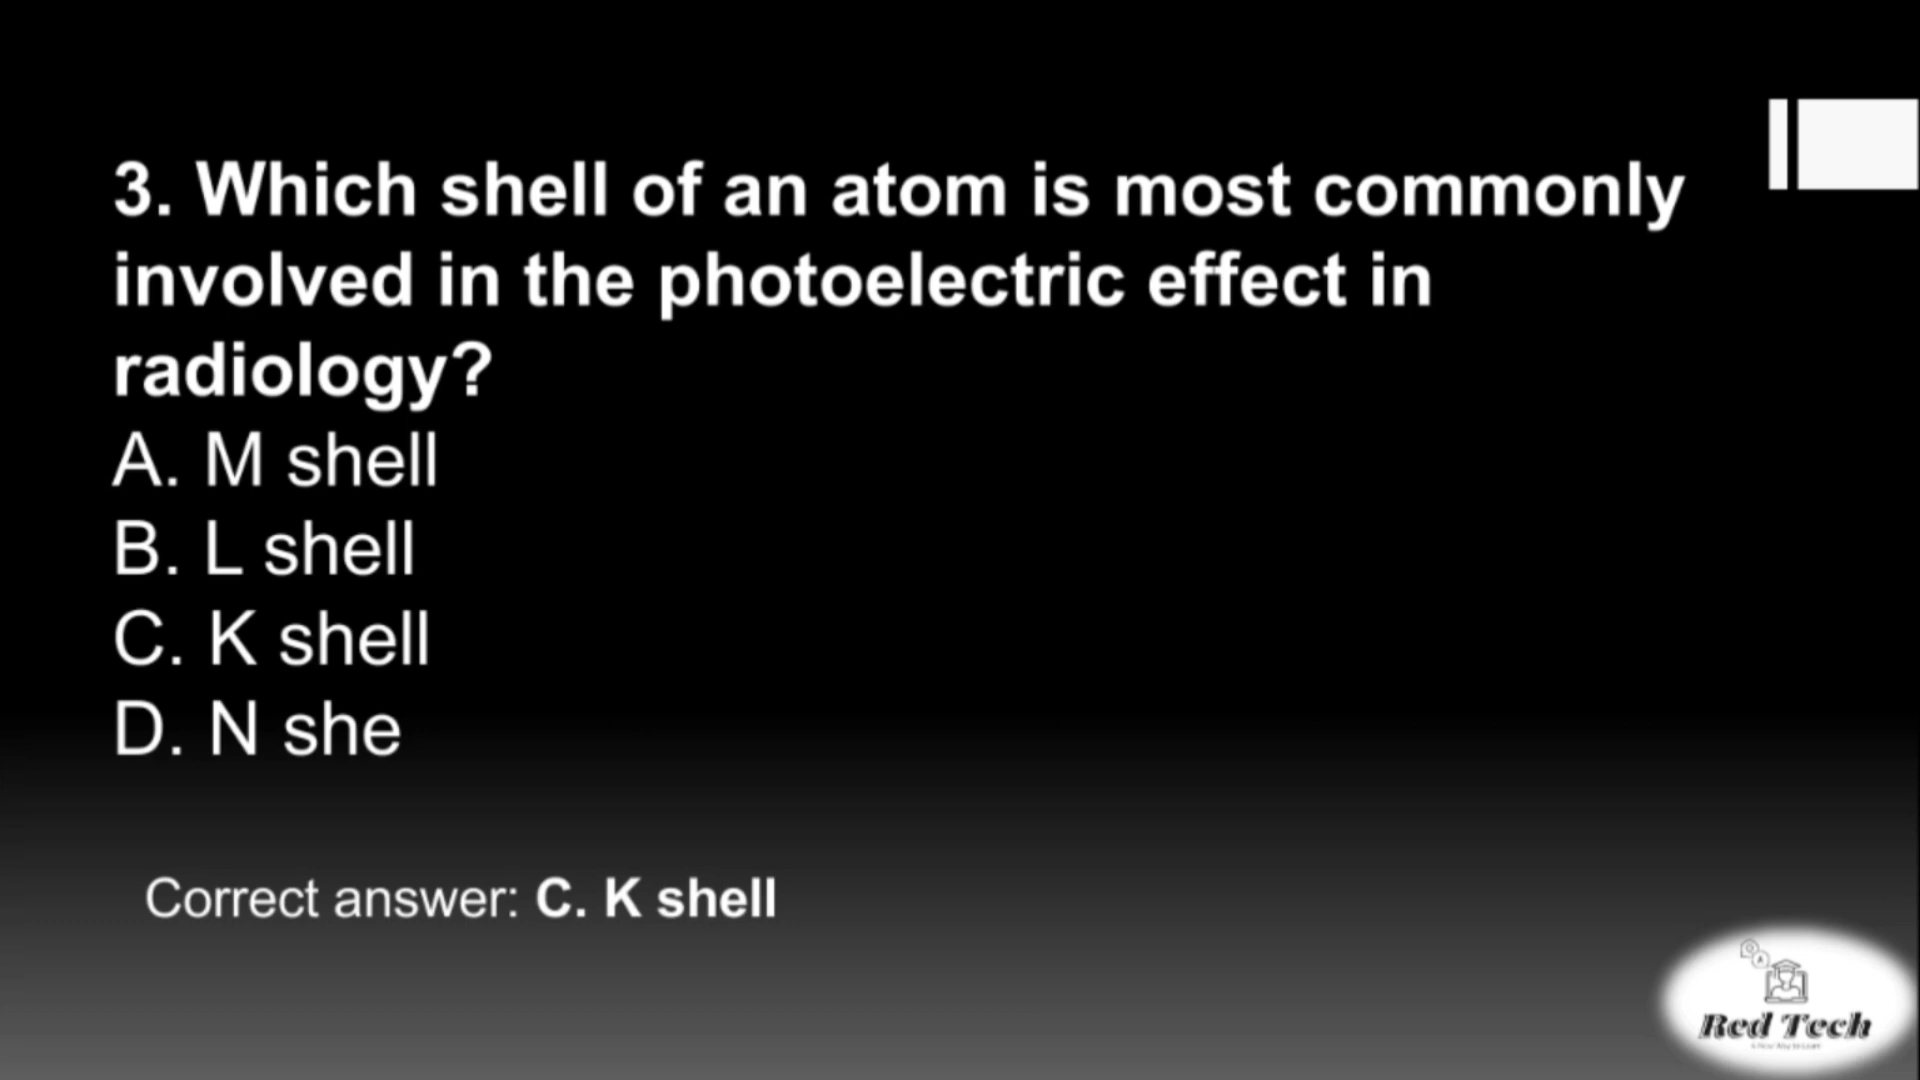 3. Which shell of an atom is most commonly
involved in the photoelectric effect in
radiology?
A. M shell
B. L shell
C. K shell
D. N she
Correct answer: C. K shell
Red Tech